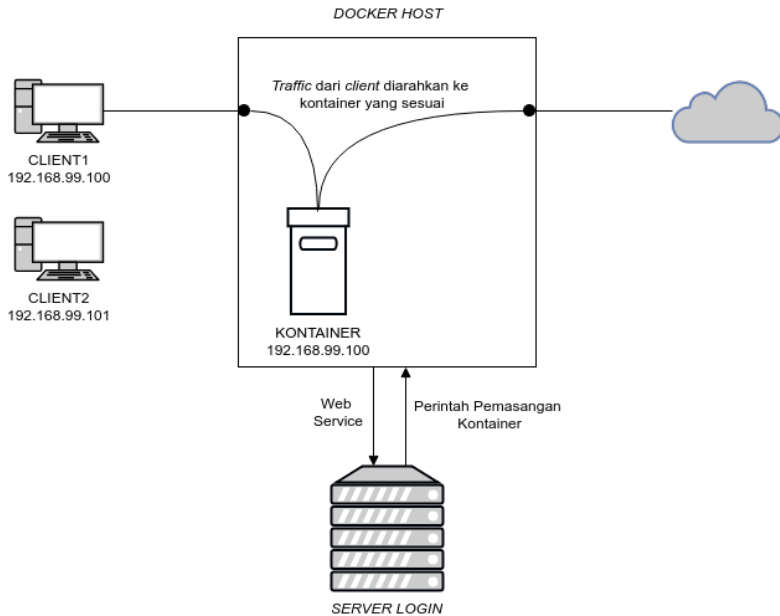 DOCKER HOST
Traffic dari client diarahkan ke
kontainer yang sesuai
CLIENT1
192.168.99.100
CLIENT2
192.168.99.101
KONTAINER
192.168.99.100
Web
Service
Perintah Pemasangan
Kontainer
SERVER LOGIN